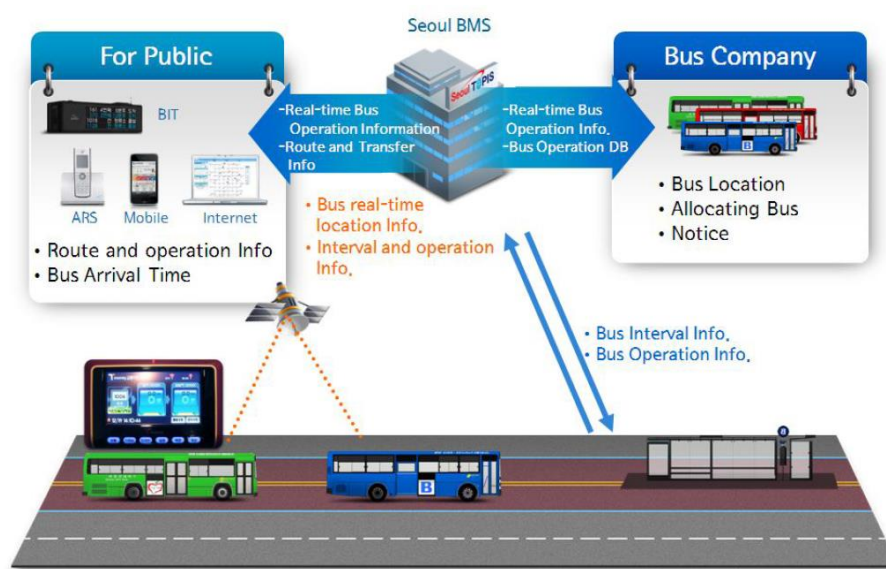 Seoul BMS
For Public
BIT
ARS
Mobile
Internet
• Route and operation Info
• Bus Arrival Time
-Real-time Bus
Operation Information
-Route and Transfer
Info
Seoul TOPIS
-Real-time Bus
Operation Info.
-Bus Operation DB
Bus Company
B
• Bus Location
• Allocating Bus
• Notice
• Bus real-time
location Info.
• Interval and operation
Info.
• Bus Interval Info.
• Bus Operation Info.
B